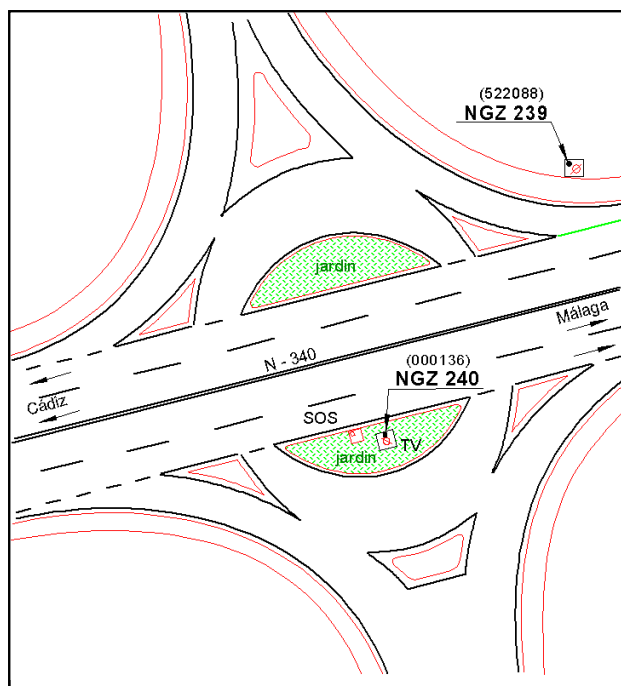 (522088)
NGZ 239
jardin
Málaga
N - 340
(000136)
NGZ 240
Cádiz
SOS
TV
jardin